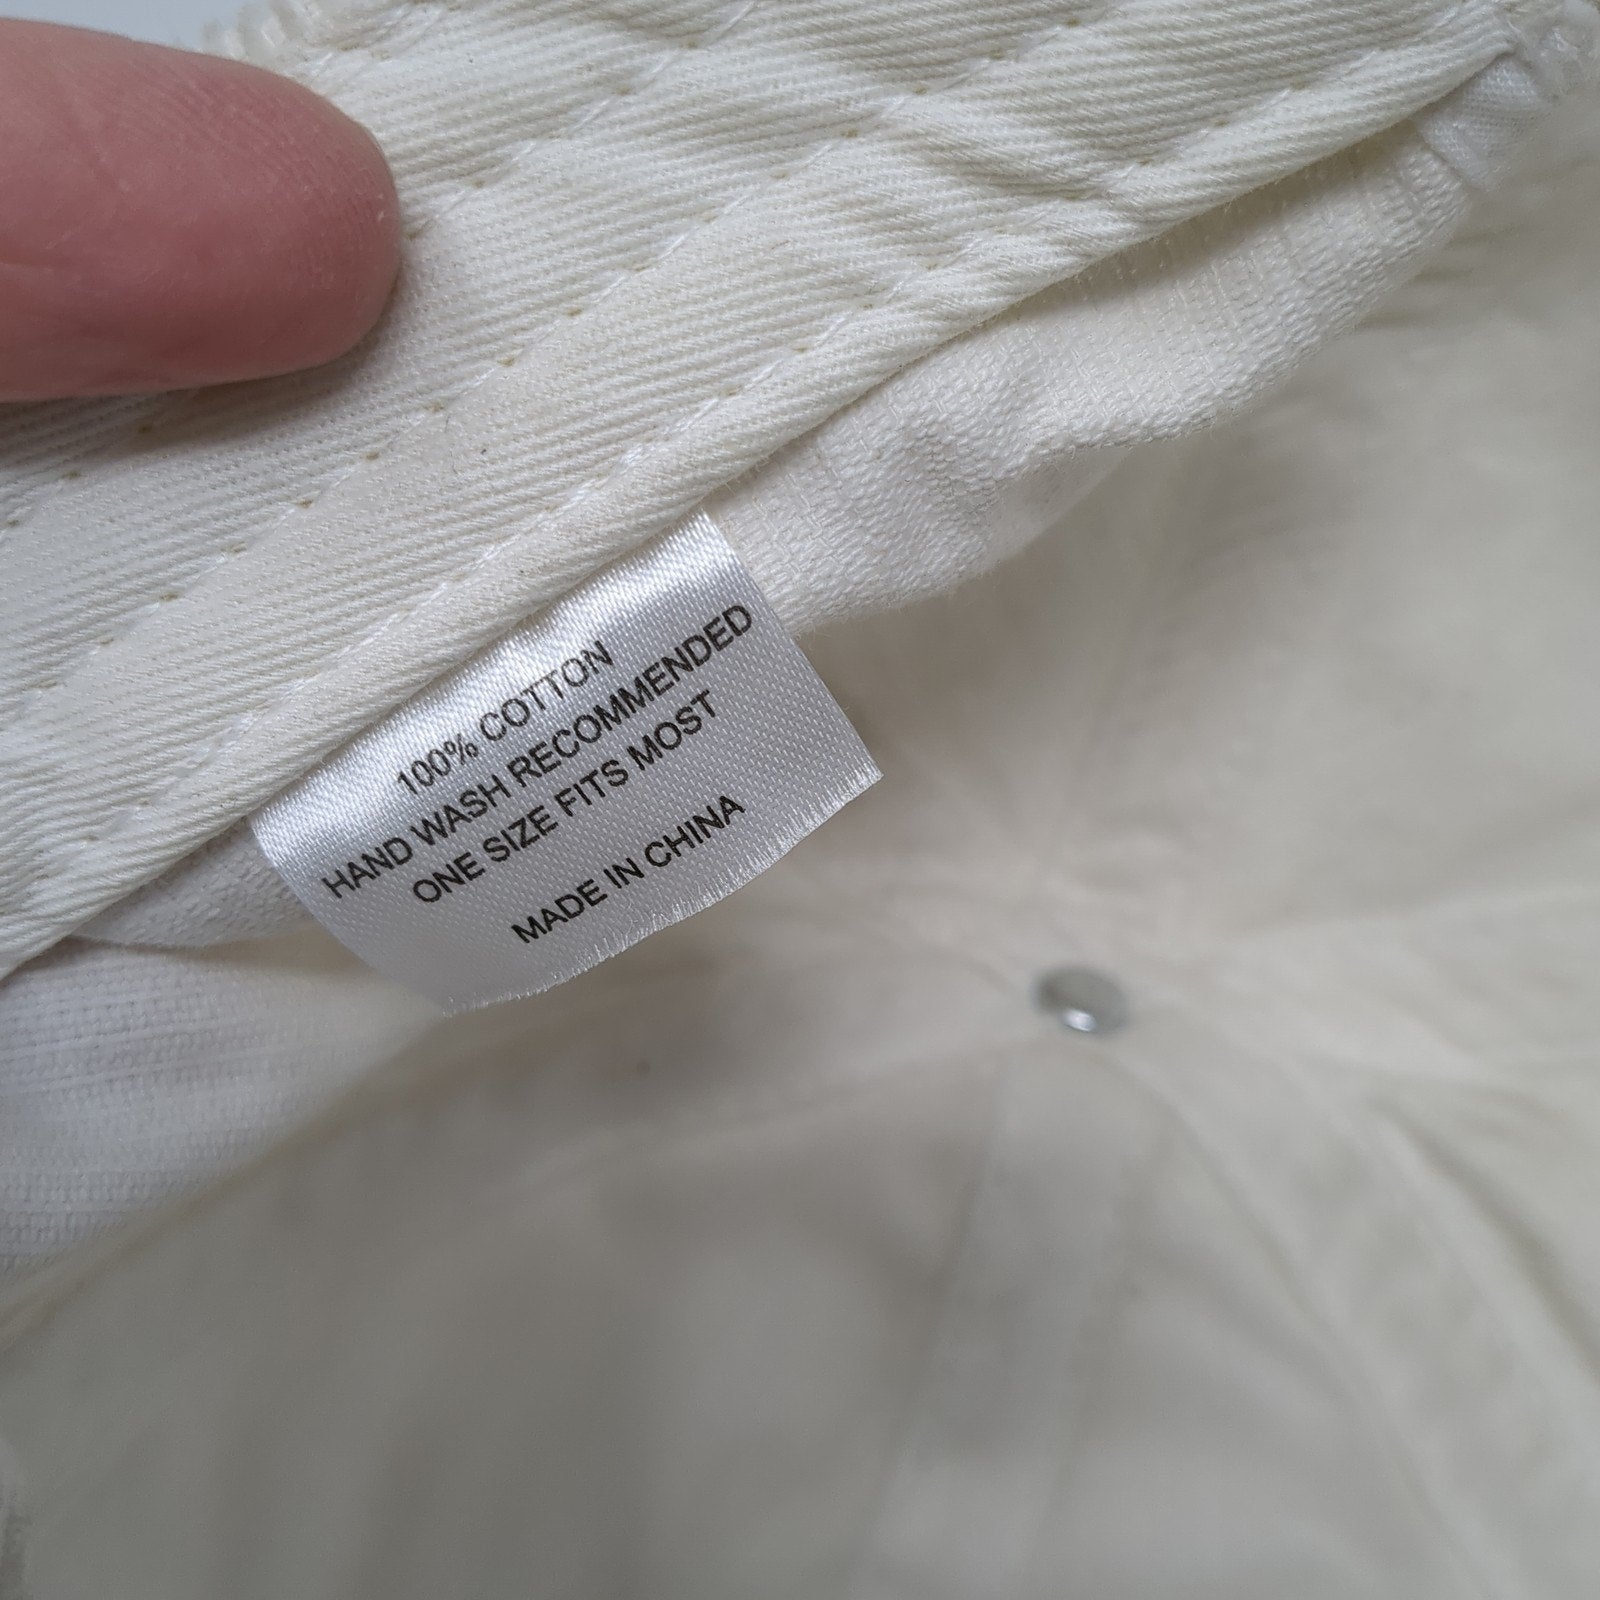 100% COTTON
HAND WASH RECOMMENDED
ONE SIZE FITS MOST
MADE IN CHINA